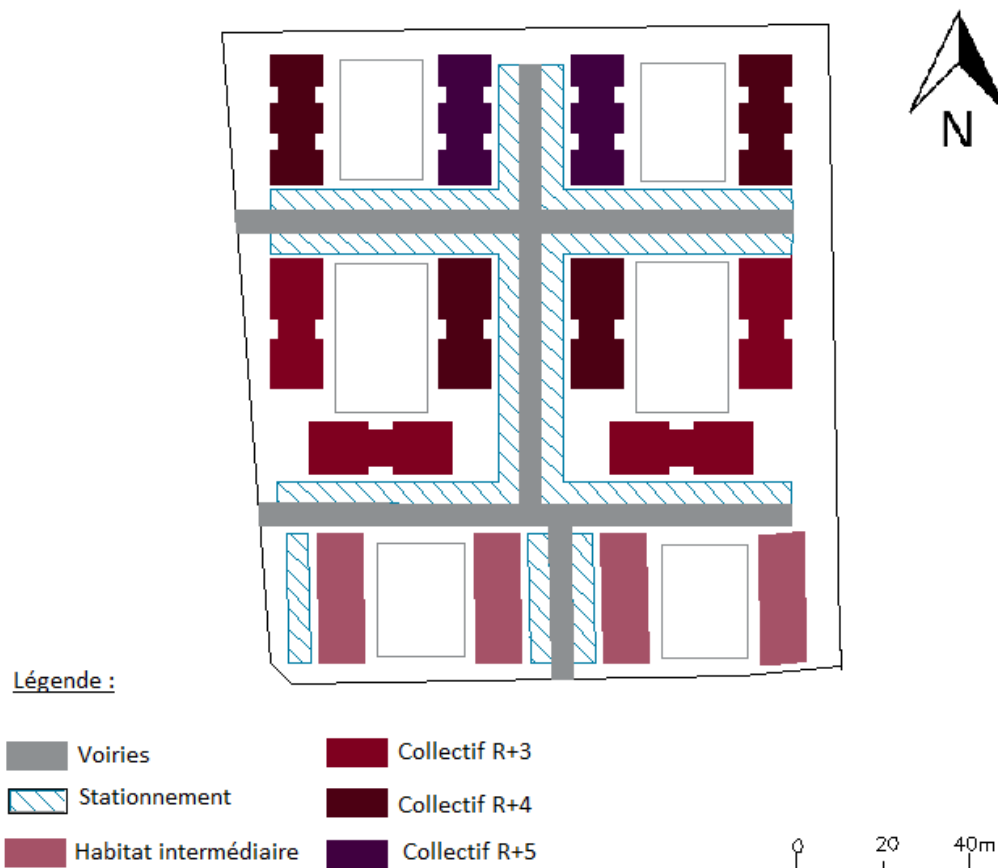 N
Légende :
Voiries
Collectif R+3
Stationnement
Collectif R+4
Habitat intermédiaire
Collectif R+5
0 20 40m